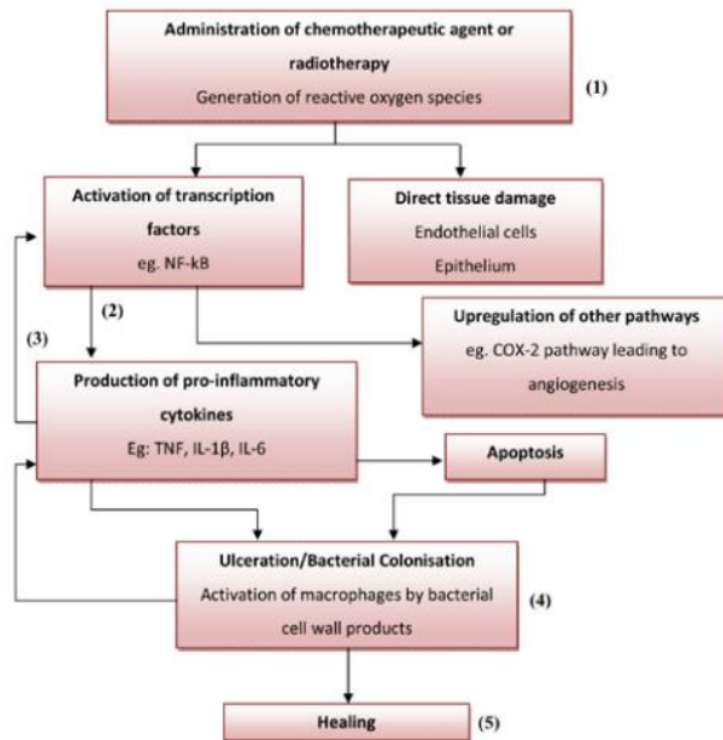 Administration of chemotherapeutic agent or
radiotherapy
Generation of reactive oxygen species
(1)
Activation of transcription
factors
eg. NF-kB
Direct tissue damage
Endothelial cells
Epithelium
(2)
(3)
Upregulation of other pathways
eg. COX-2 pathway leading to
angiogenesis
Production of pro-inflammatory
cytokines
Eg: TNF, IL-1β, IL-6
Apoptosis
Ulceration/Bacterial Colonisation
Activation of macrophages by bacterial
cell wall products
(4)
Healing
(5)